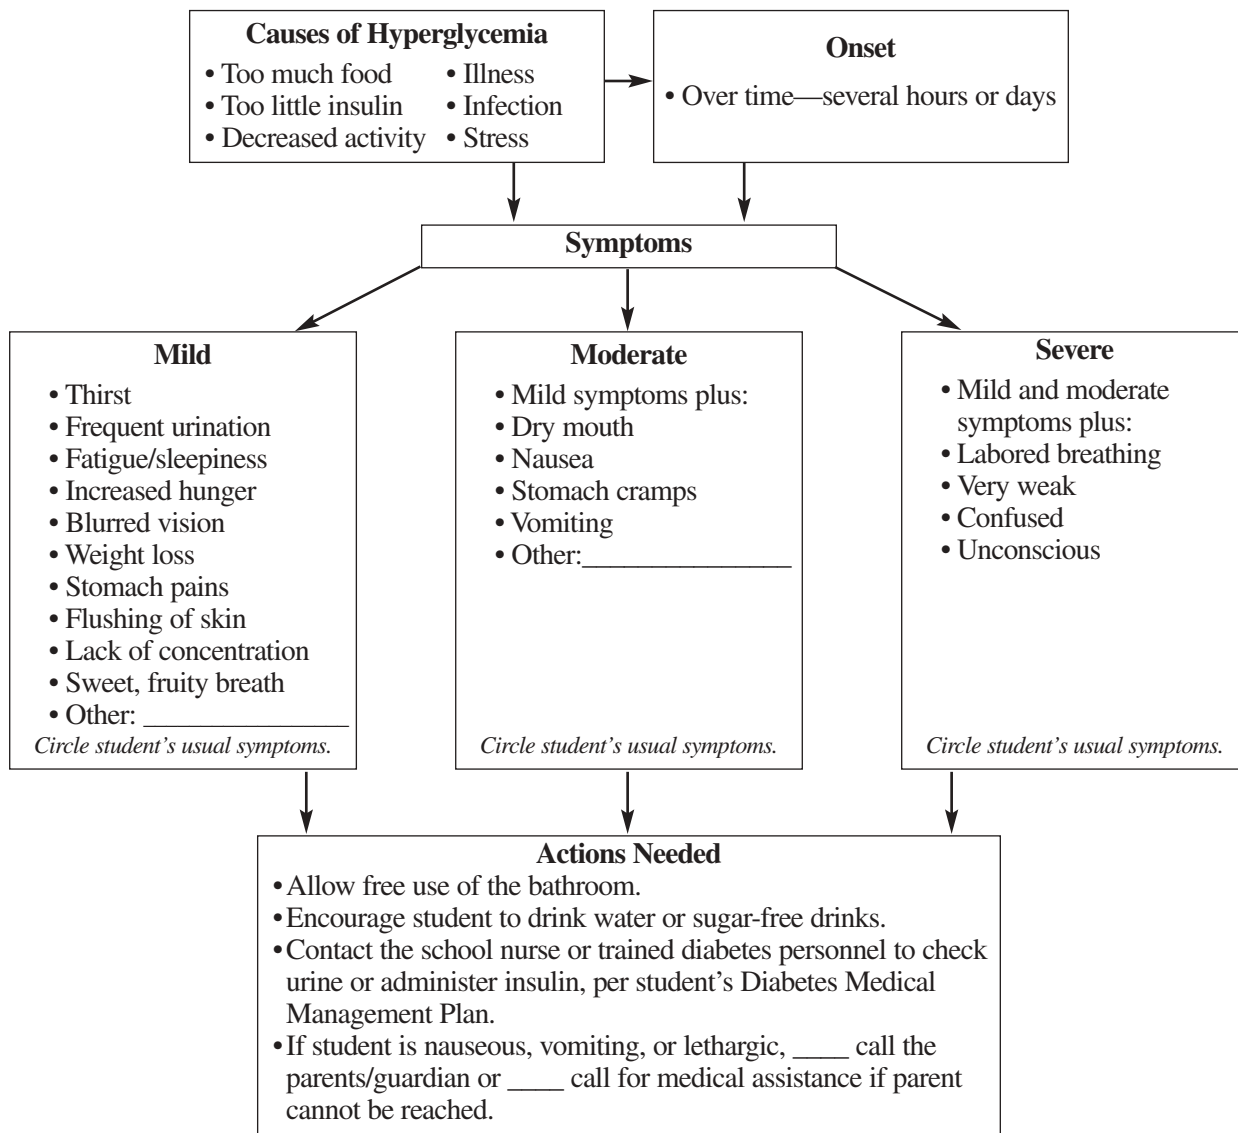 Causes of Hyperglycemia
• Too much food
• Too little insulin
• Decreased activity
• Illness
• Infection
• Stress
Onset
• Over time—several hours or days
Symptoms
Mild
• Thirst
• Frequent urination
• Fatigue/sleepiness
• Increased hunger
• Blurred vision
• Weight loss
• Stomach pains
• Flushing of skin
• Lack of concentration
• Sweet, fruity breath
• Other: _______________
Circle student’s usual symptoms.
Moderate
• Mild symptoms plus:
• Dry mouth
• Nausea
• Stomach cramps
• Vomiting
• Other:_______________
Circle student’s usual symptoms.
Severe
• Mild and moderate
symptoms plus:
• Labored breathing
• Very weak
• Confused
• Unconscious
Circle student’s usual symptoms.
Actions Needed
• Allow free use of the bathroom.
• Encourage student to drink water or sugar-free drinks.
• Contact the school nurse or trained diabetes personnel to check
urine or administer insulin, per student’s Diabetes Medical
Management Plan.
• If student is nauseous, vomiting, or lethargic, ____ call the
parents/guardian or ____ call for medical assistance if parent
cannot be reached.